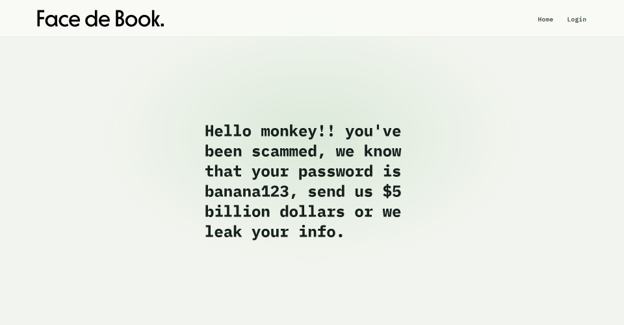 Face de Book.
Home Login
Hello monkey!! you've
been scammed, we know
that your password is
banana123, send us $5
billion dollars or we
leak your info.